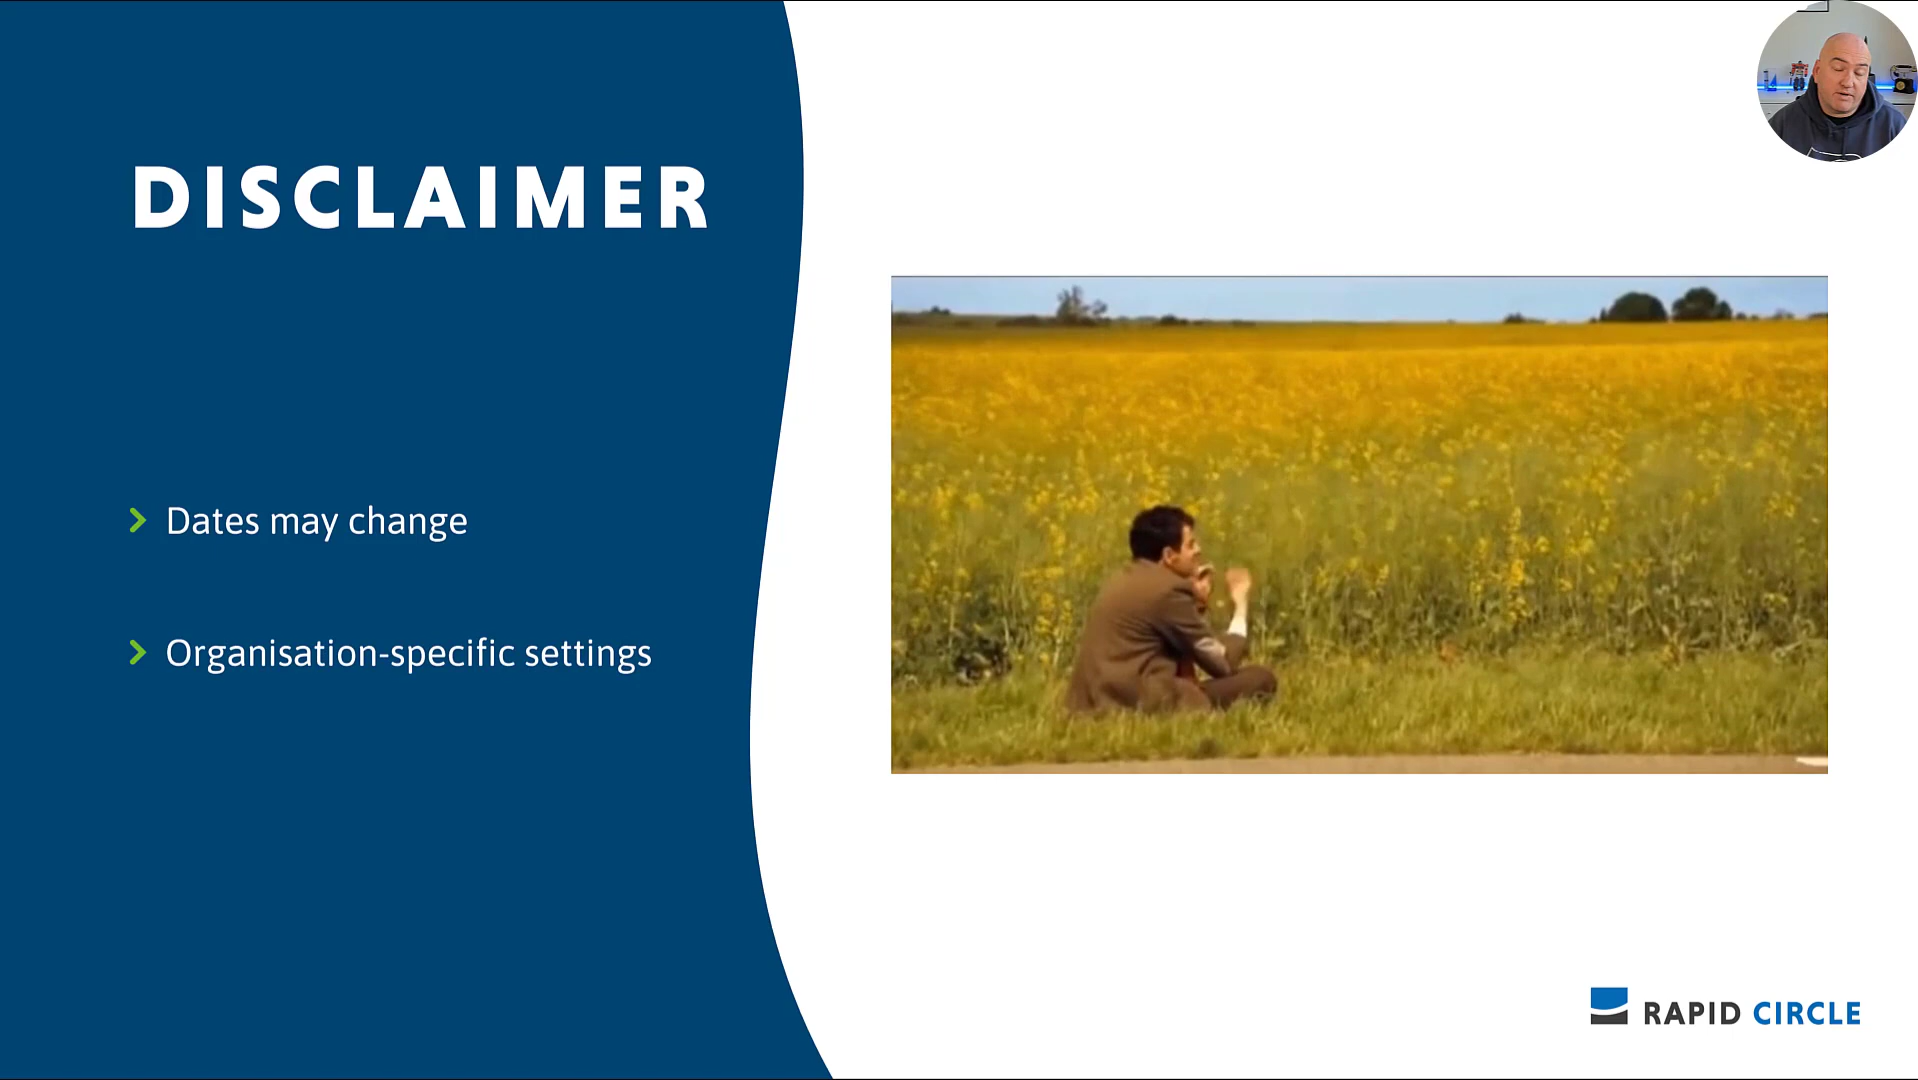 DISCLAIMER
Dates may change
Organisation-specific settings
RAPID CIRCLE